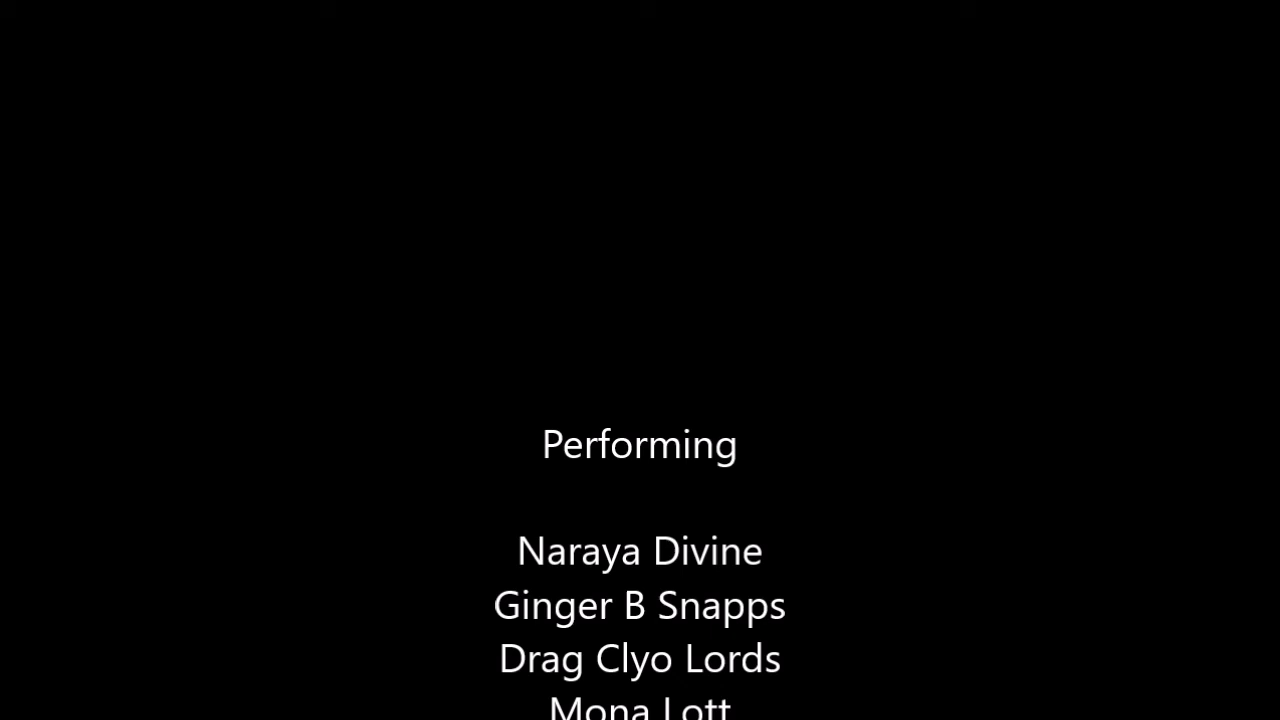 Performing
Naraya Divine
Ginger B Snapps
Drag Clyo Lords
Mona Lott